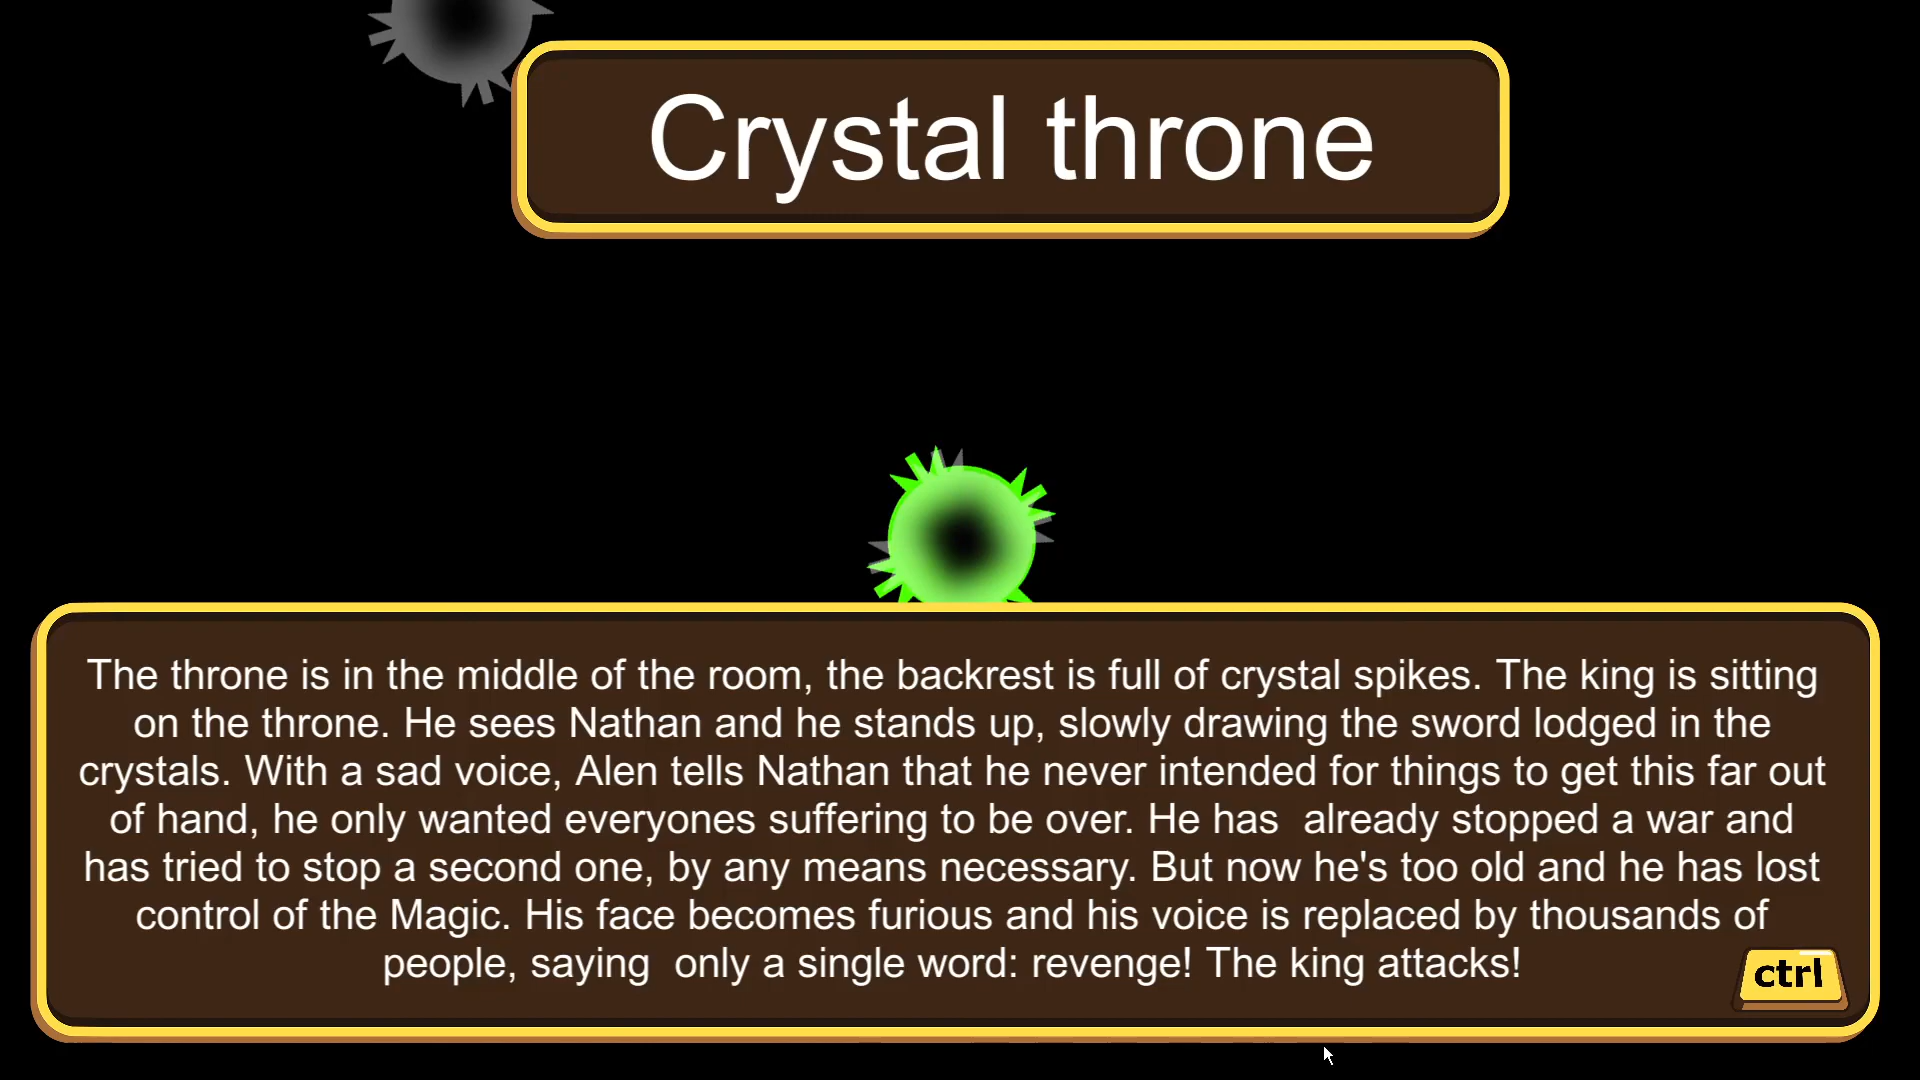 Crystal throne
The throne is in the middle of the room, the backrest is full of crystal spikes. The king is sitting
on the throne. He sees Nathan and he stands up, slowly drawing the sword lodged in the
crystals. With a sad voice, Alen tells Nathan that he never intended for things to get this far out
of hand, he only wanted everyones suffering to be over. He has  already stopped a war and
has tried to stop a second one, by any means necessary. But now he's too old and he has lost
control of the Magic. His face becomes furious and his voice is replaced by thousands of
people, saying  only a single word: revenge! The king attacks!
ctrl